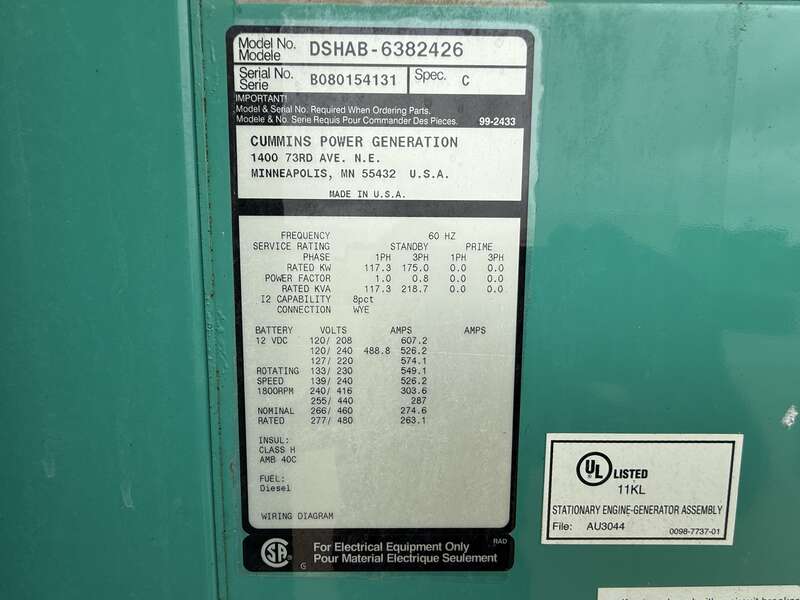 Model No. DSHAB-6382426
Modele
Serial No. B080154131 Spec. C
Serie
IMPORTANT!
Model & Serial No. Required When Ordering Parts.
Modele & No. Serie Requis Pour Commander Des Pieces. 99-2433
CUMMINS POWER GENERATION
1400 73RD AVE. N.E.
MINNEAPOLIS, MN 55432 U.S.A.
MADE IN U.S.A.
FREQUENCY 60 HZ
SERVICE RATING STANDBY PRIME
PHASE 1PH 3PH 1PH 3PH
RATED KW 117.3 175.0 0.0 0.0
POWER FACTOR 1.0 0.8 0.0 0.0
RATED KVA 117.3 218.7 0.0 0.0
I2 CAPABILITY 8pct
CONNECTION WYE
BATTERY VOLTS AMPS AMPS
12 VDC 120/ 208 607.2
120/ 240 488.8 526.2
127/ 220 574.1
ROTATING 133/ 230 549.1
SPEED 139/ 240 526.2
1800RPM 240/ 416 303.6
255/ 440 287
NOMINAL 266/ 460 274.6
RATED 277/ 480 263.1
INSUL:
CLASS H
AMB 40C
FUEL:
Diesel
WIRING DIAGRAM
RAD
SA For Electrical Equipment Only
Pour Material Electrique Seulement
UL LISTED
11KL
STATIONARY ENGINE-GENERATOR ASSEMBLY
File: AU3044 0098-7737-01